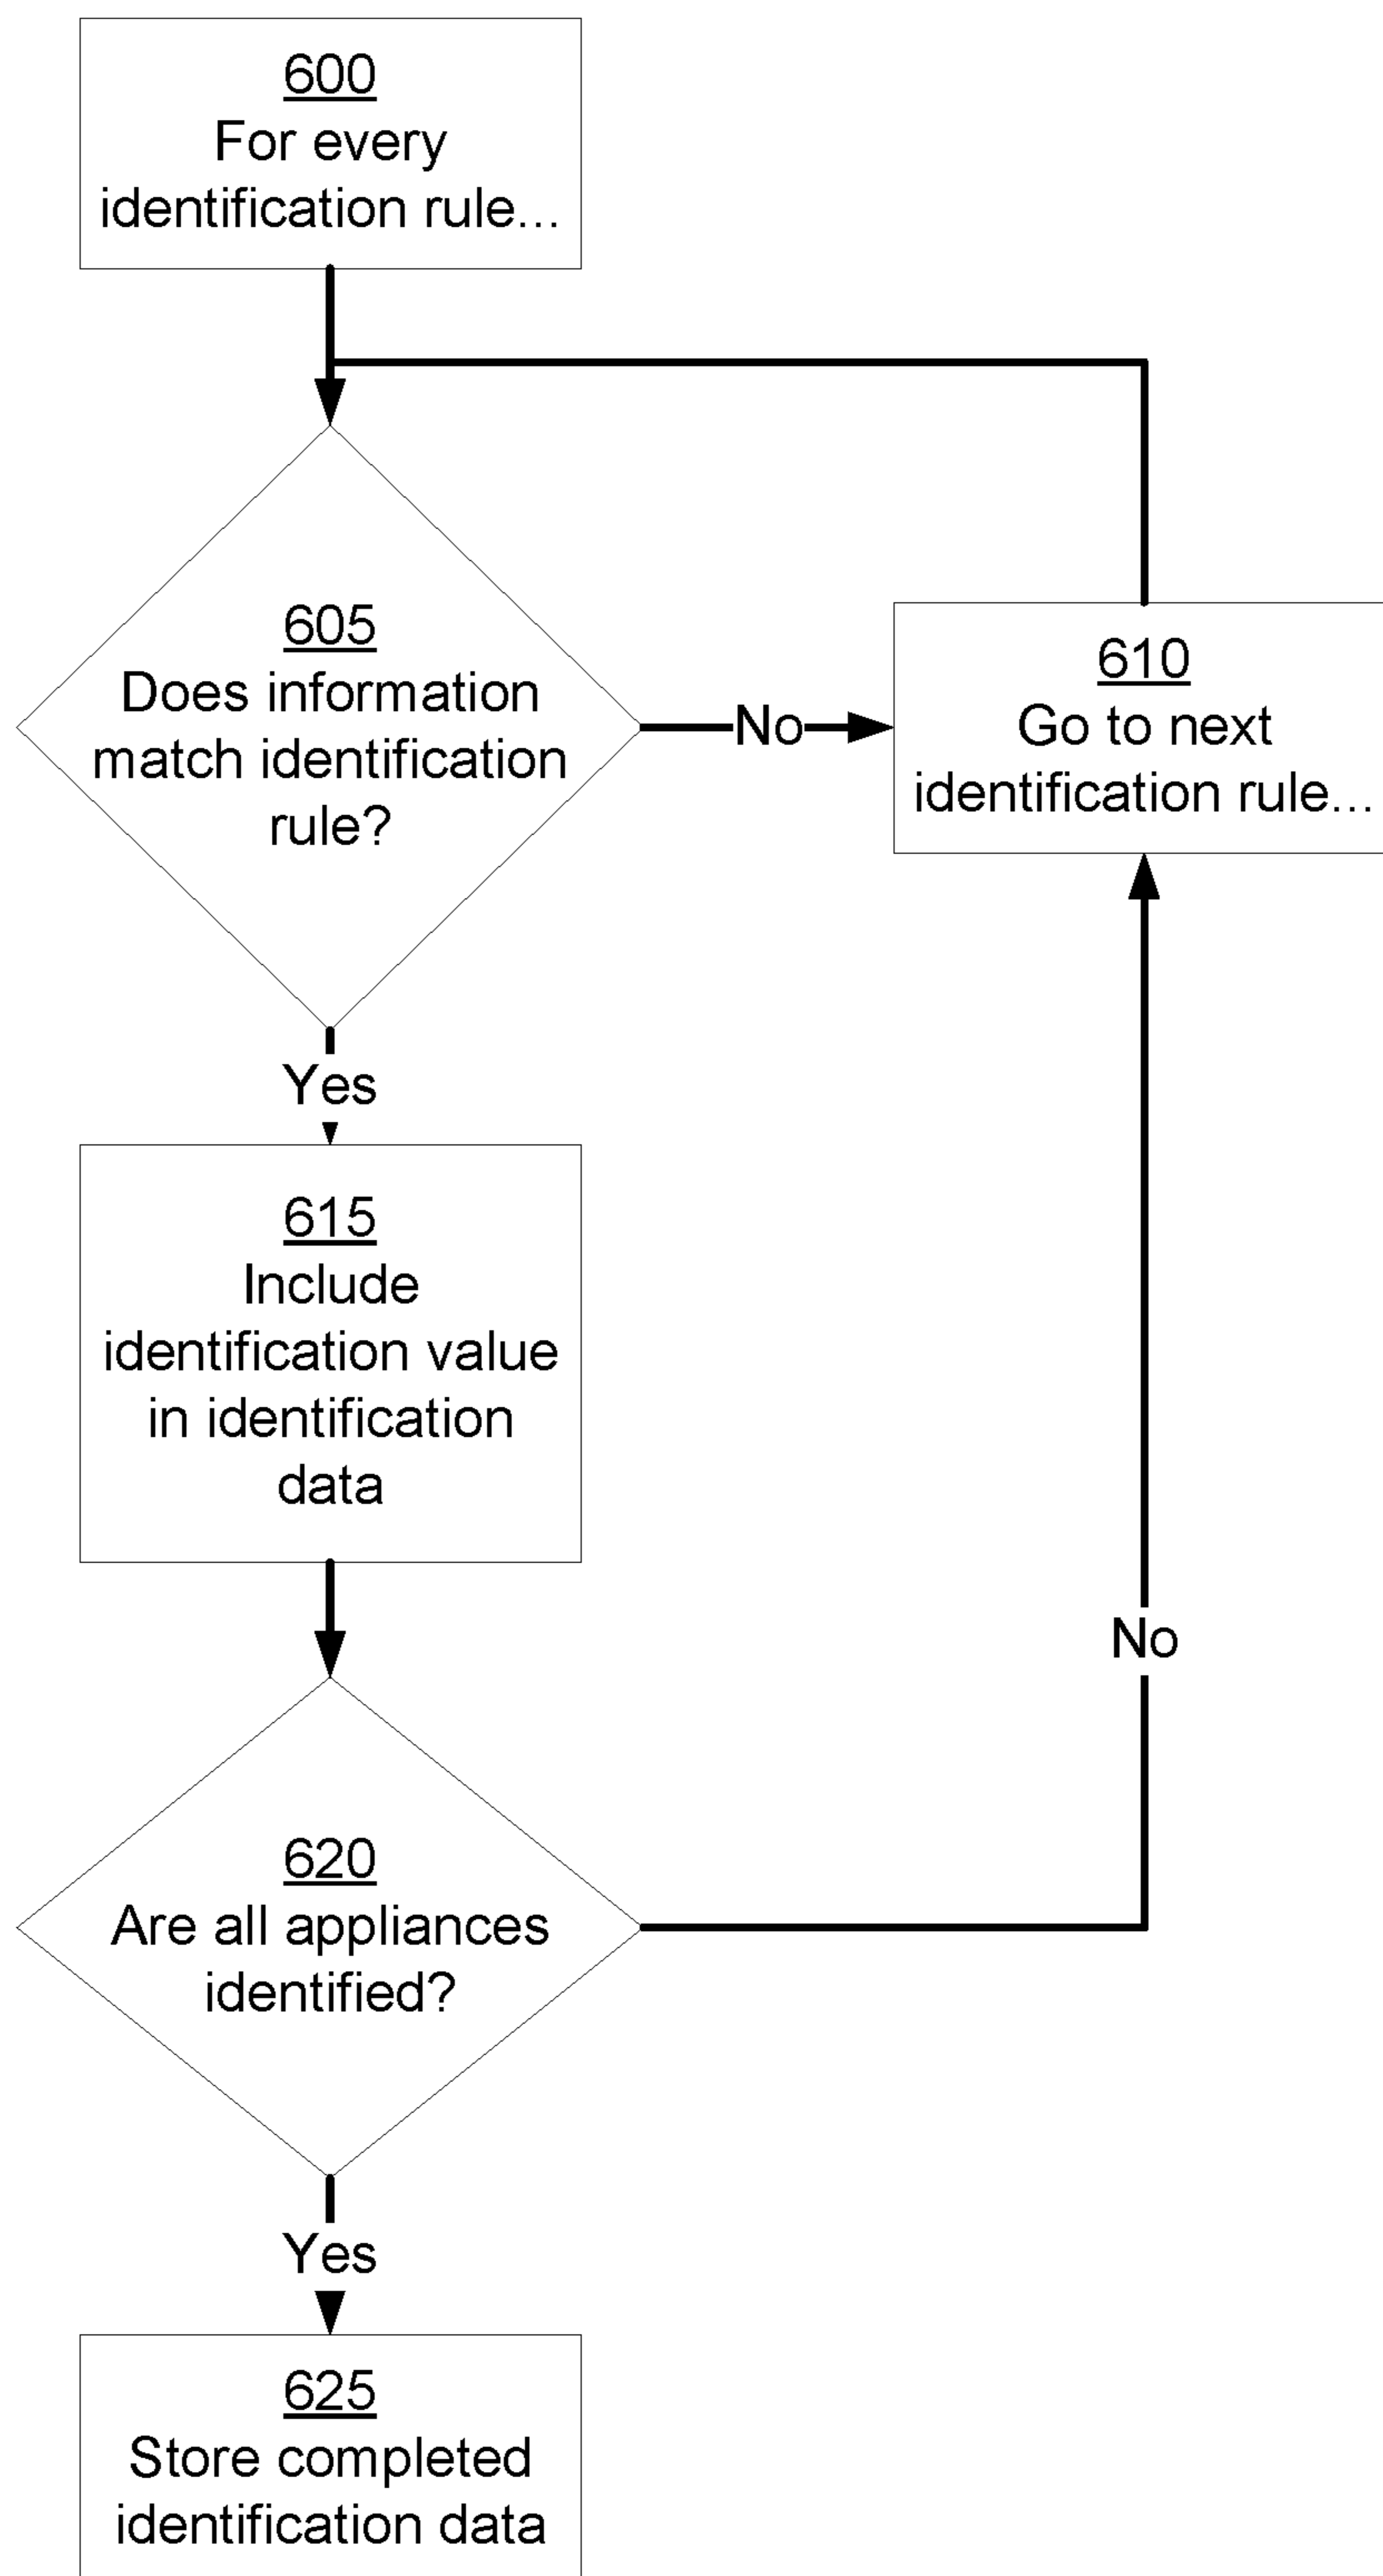 600
For every
identification rule...
605
Does information
match identification
rule?
No
610
Go to next
identification rule...
Yes
615
Include
identification value
in identification
data
No
620
Are all appliances
identified?
Yes
625
Store completed
identification data